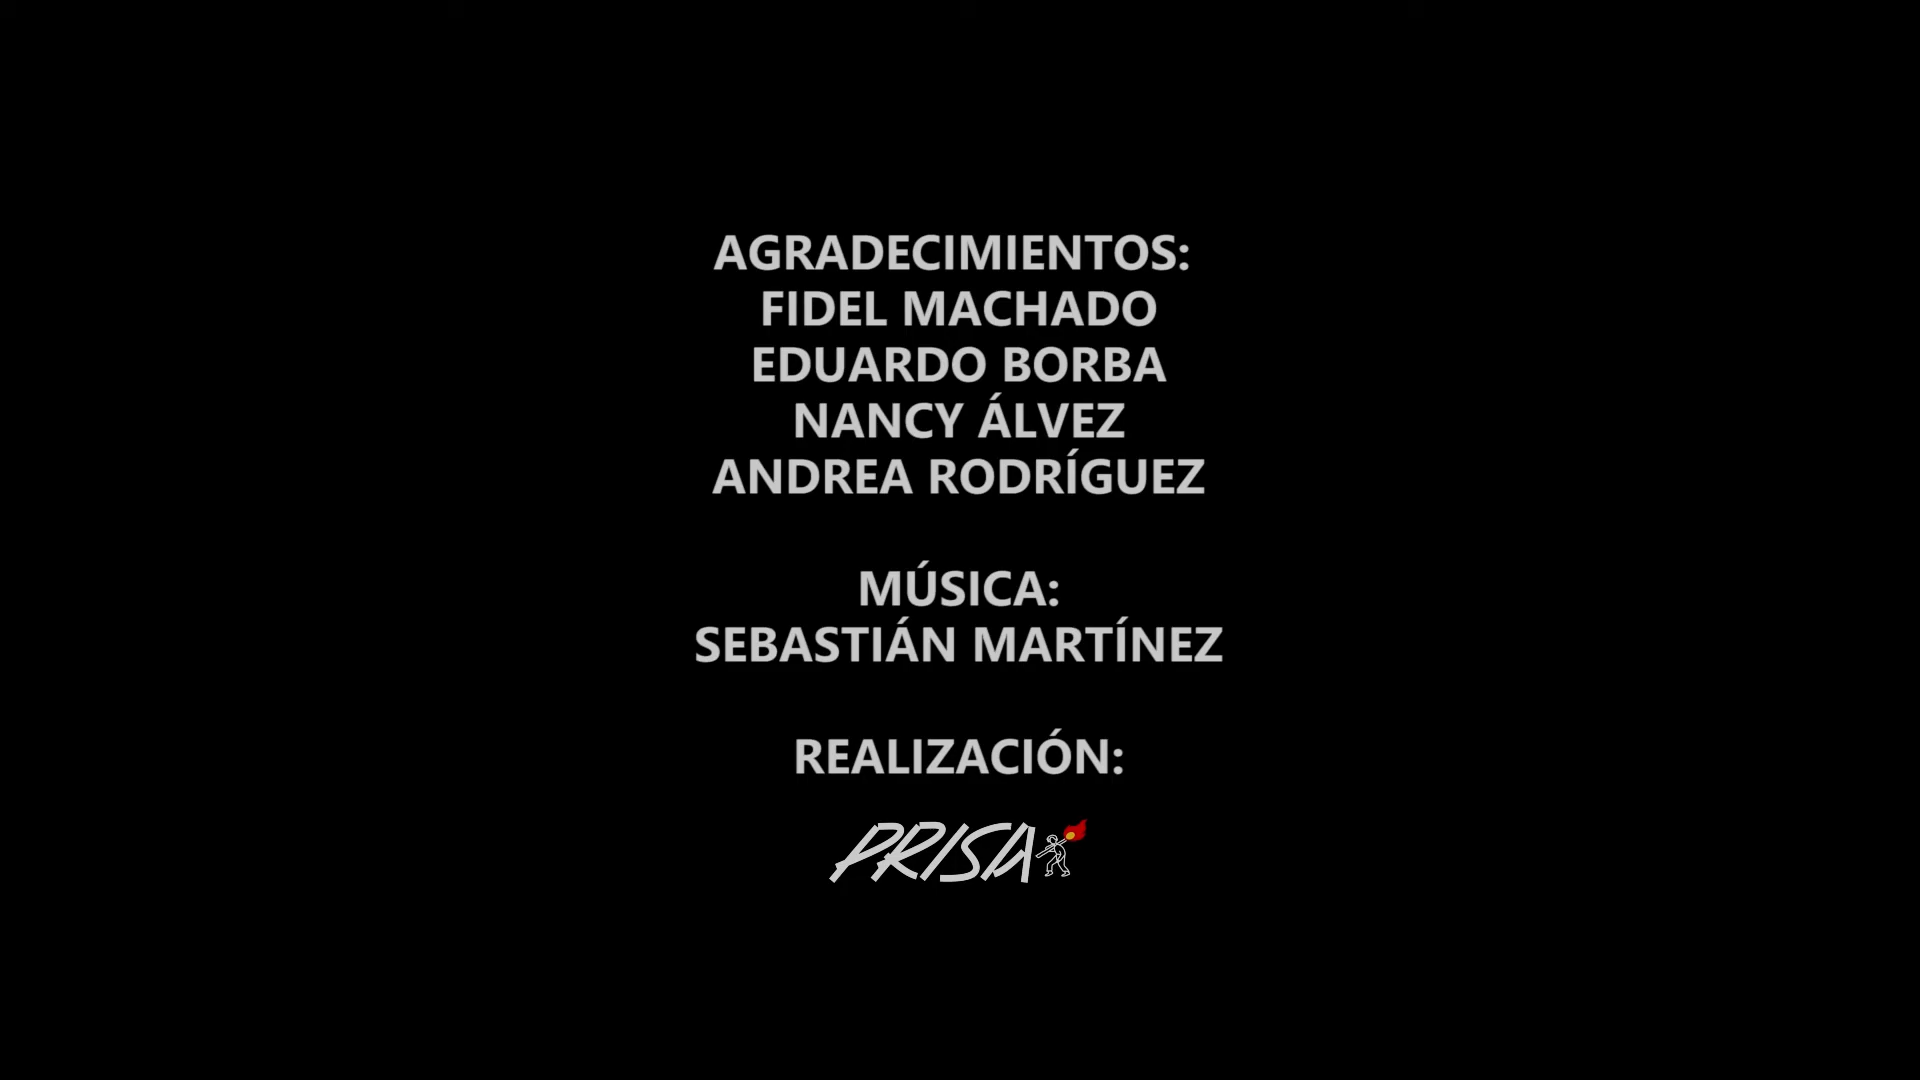 AGRADECIMIENTOS:
FIDEL MACHADO
EDUARDO BORBA
NANCY ÁLVEZ
ANDREA RODRÍGUEZ
MÚSICA:
SEBASTIÁN MARTÍNEZ
REALIZACIÓN:
PRISA